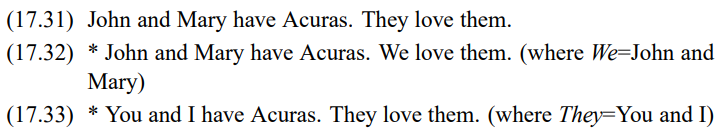 (17.31) John and Mary have Acuras. They love them.
(17.32) * John and Mary have Acuras. We love them. (where We=John and
Mary)
(17.33) * You and I have Acuras. They love them. (where They=You and I)